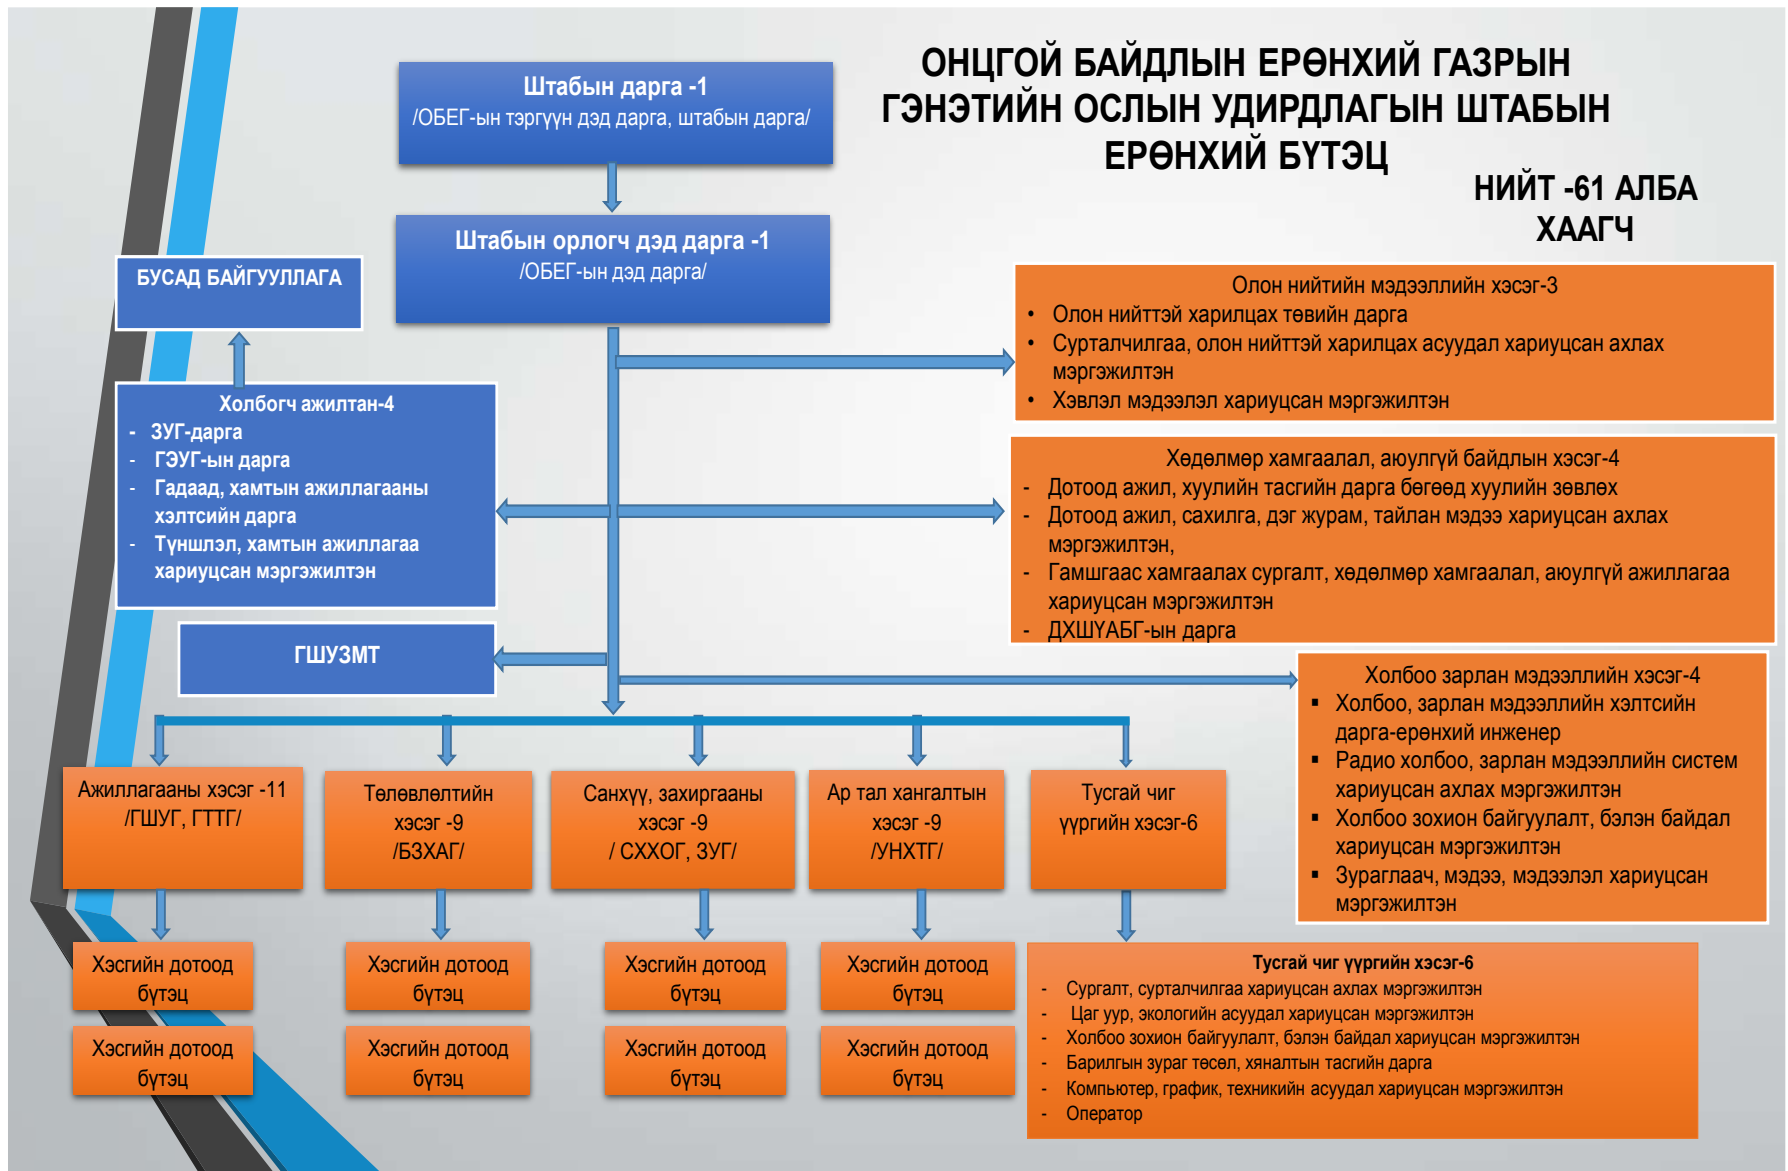 ОНЦГОЙ БАЙДЛЫН ЕРӨНХИЙ ГАЗРЫН
ГЭНЭТИЙН ОСЛЫН УДИРДЛАГЫН ШТАБЫН
ЕРӨНХИЙ БҮТЭЦ
НИЙТ -61 АЛБА
ХААГЧ
Штабын дарга -1
/ОБЕГ-ын тэргүүн дэд дарга, штабын дарга/
Штабын орлогч дэд дарга -1
/ОБЕГ-ын дэд дарга/
БУСАД БАЙГУУЛЛАГА
Холбогч ажилтан-4
- ЗУГ-дарга
- ГЭУГ-ын дарга
- Гадаад, хамтын ажиллагааны
хэлтсийн дарга
- Түншлэл, хамтын ажиллагаа
хариуцсан мэргэжилтэн
ГШУЗМТ
Олон нийтийн мэдээллийн хэсэг-3
• Олон нийттэй харилцах төвийн дарга
• Сурталчилгаа, олон нийттэй харилцах асуудал хариуцсан ахлах
мэргэжилтэн
• Хэвлэл мэдээлэл хариуцсан мэргэжилтэн
Хөдөлмөр хамгаалал, аюулгүй байдлын хэсэг-4
- Дотоод ажил, хуулийн тасгийн дарга бөгөөд хуулийн зөвлөх
- Дотоод ажил, сахилга, дэг журам, тайлан мэдээ хариуцсан ахлах
мэргэжилтэн,
- Гамшгаас хамгаалах сургалт, хөдөлмөр хамгаалал, аюулгүй ажиллагаа
хариуцсан мэргэжилтэн
- ДХШҮАБГ-ын дарга
Холбоо зарлан мэдээллийн хэсэг-4
▪ Холбоо, зарлан мэдээллийн хэлтсийн
дарга-ерөнхий инженер
▪ Радио холбоо, зарлан мэдээллийн систем
хариуцсан ахлах мэргэжилтэн
▪ Холбоо зохион байгуулалт, бэлэн байдал
хариуцсан мэргэжилтэн
▪ Зураглаач, мэдээ, мэдээлэл хариуцсан
мэргэжилтэн
Ажиллагааны хэсэг -11
/ГШУГ, ГТТГ/
Төлөвлөлтийн
хэсэг -9
/БЗХАГ/
Санхүү, захиргааны
хэсэг -9
/ СХХОГ, ЗУГ/
Ар тал хангалтын
хэсэг -9
/УНХТГ/
Тусгай чиг
үүргийн хэсэг-6
Хэсгийн дотоод
бүтэц
Хэсгийн дотоод
бүтэц
Хэсгийн дотоод
бүтэц
Хэсгийн дотоод
бүтэц
Хэсгийн дотоод
бүтэц
Хэсгийн дотоод
бүтэц
Хэсгийн дотоод
бүтэц
Хэсгийн дотоод
бүтэц
Тусгай чиг үүргийн хэсэг-6
- Сургалт, сурталчилгаа хариуцсан ахлах мэргэжилтэн
- Цаг уур, экологийн асуудал хариуцсан мэргэжилтэн
- Холбоо зохион байгуулалт, бэлэн байдал хариуцсан мэргэжилтэн
- Барилгын зураг төсөл, хяналтын тасгийн дарга
- Компьютер, график, техникийн асуудал хариуцсан мэргэжилтэн
- Оператор